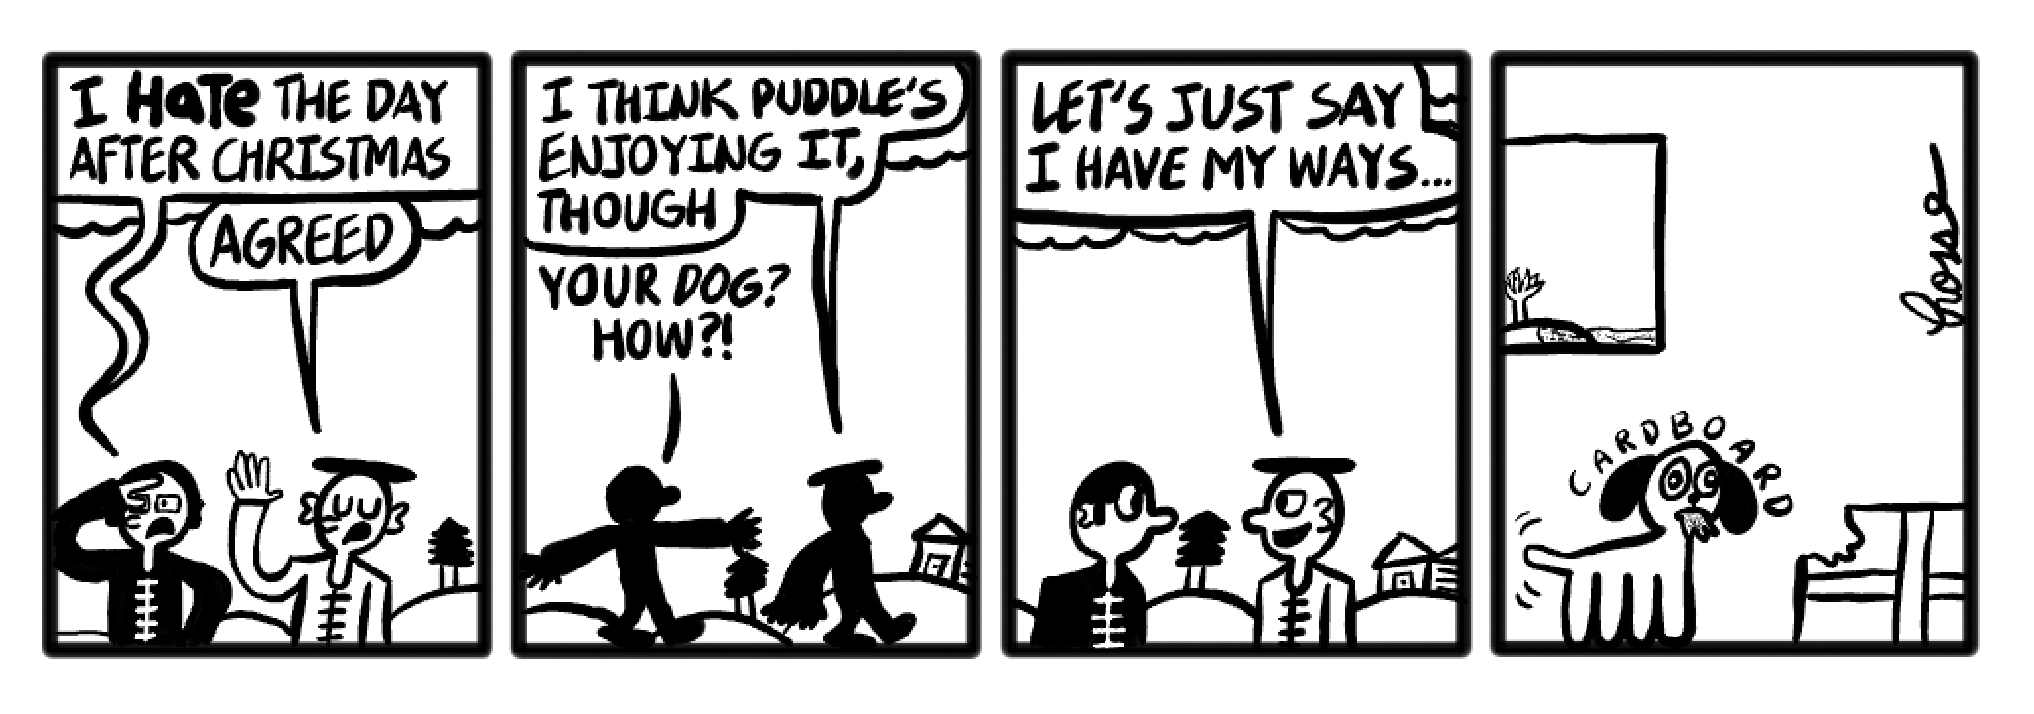 I HATE THE DAY
AFTER CHRISTMAS
AGREED
I THINK PUDDLE'S
ENJOYING IT,
THOUGH
YOUR DOG?
HOW?!
LET'S JUST SAY
I HAVE MY WAYS...
CARDBOARD